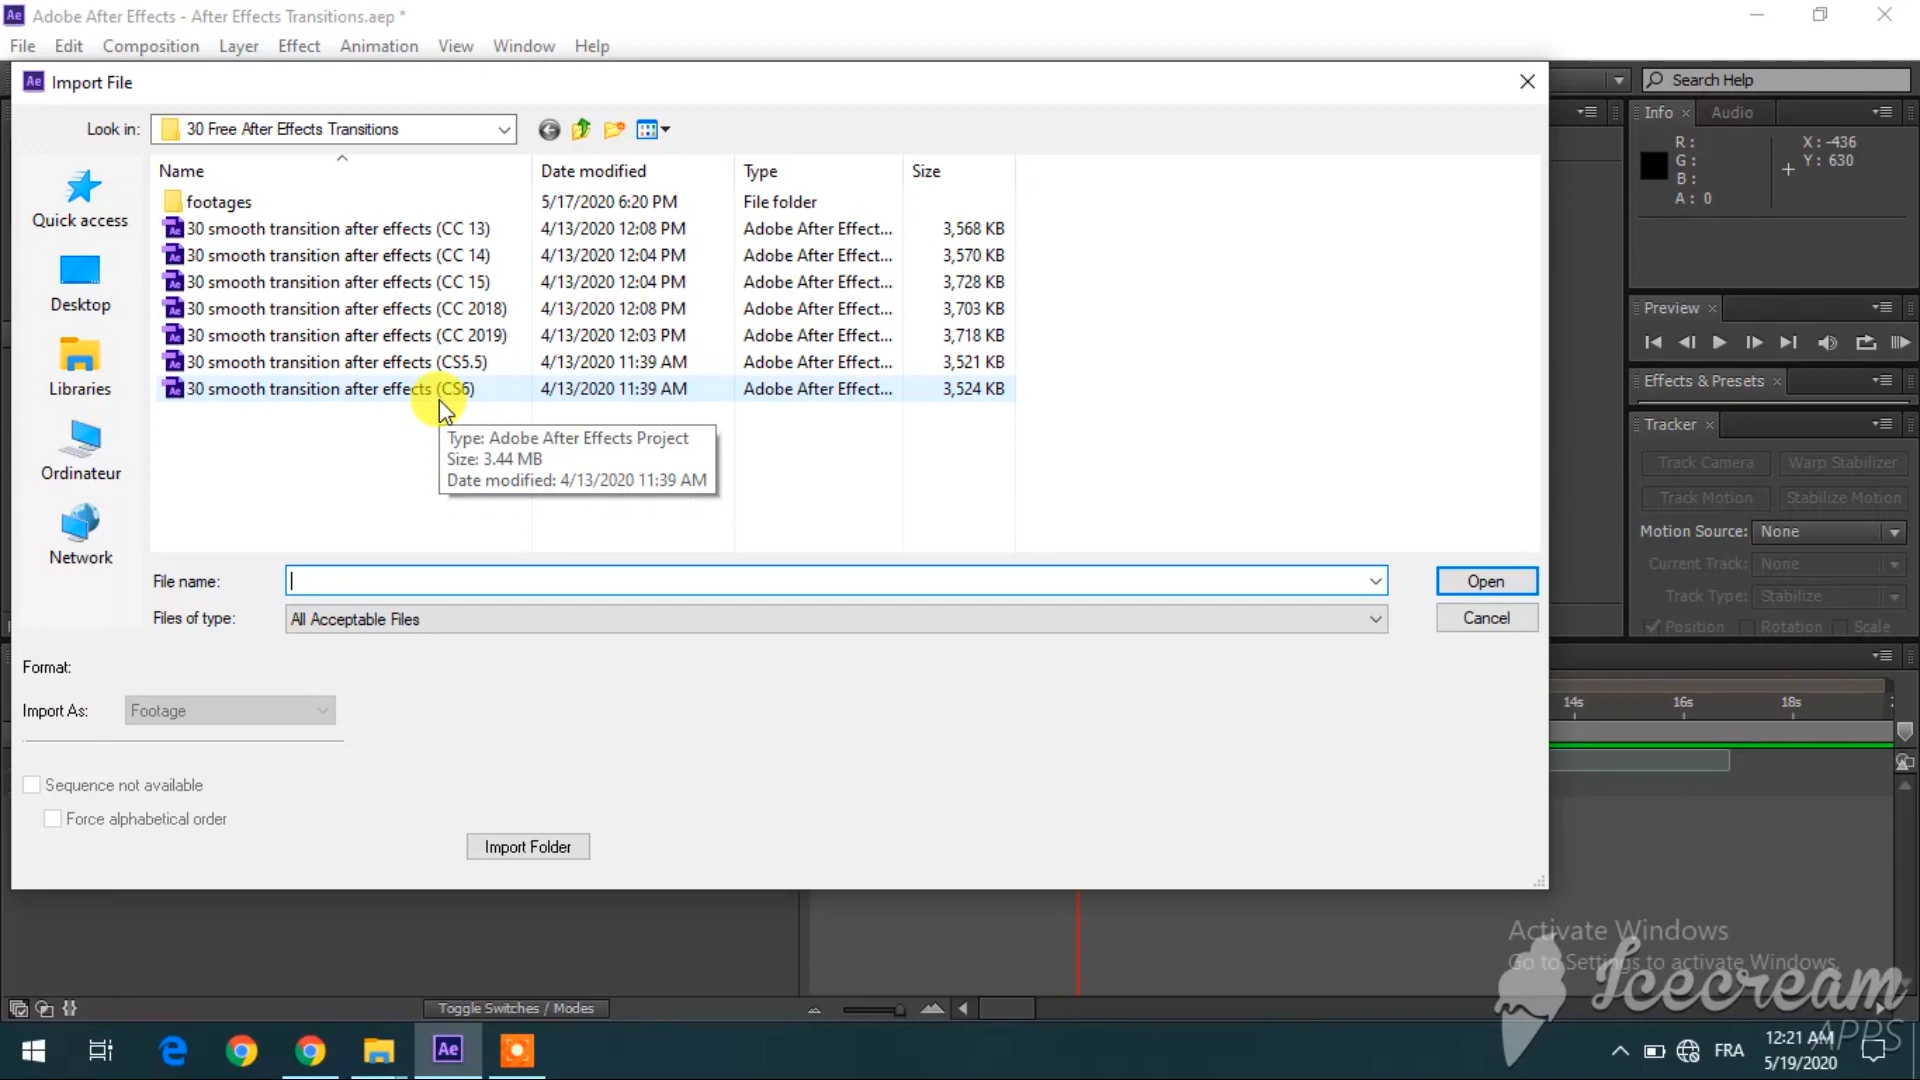 Ae Adobe After Effects - After Effects Transitions.aep *
File Edit Composition Layer Effect Animation View Window Help
Ae Import File
Search Help
Look in: 30 Free After Effects Transitions
Info × Audio
R : X : -436
G : Y : 630
B :
A : 0
Name Date modified Type Size
footages 5/17/2020 6:20 PM File folder
30 smooth transition after effects (CC 13) 4/13/2020 12:08 PM Adobe After Effect... 3,568 KB
30 smooth transition after effects (CC 14) 4/13/2020 12:04 PM Adobe After Effect... 3,570 KB
30 smooth transition after effects (CC 15) 4/13/2020 12:04 PM Adobe After Effect... 3,728 KB
30 smooth transition after effects (CC 2018) 4/13/2020 12:08 PM Adobe After Effect... 3,703 KB
30 smooth transition after effects (CC 2019) 4/13/2020 12:03 PM Adobe After Effect... 3,718 KB
30 smooth transition after effects (CS5.5) 4/13/2020 11:39 AM Adobe After Effect... 3,521 KB
30 smooth transition after effects (CS6) 4/13/2020 11:39 AM Adobe After Effect... 3,524 KB
Type: Adobe After Effects Project
Size: 3.44 MB
Date modified: 4/13/2020 11:39 AM
Quick access
Desktop
Libraries
Ordinateur
Network
File name: Open
Files of type: All Acceptable Files Cancel
Format:
Import As: Footage
Sequence not available
Force alphabetical order
Import Folder
Preview ×
Effects & Presets ×
Tracker ×
Track Camera Warp Stabilizer
Track Motion Stabilize Motion
Motion Source: None
Current Track: None
Track Type: Stabilize
Position Rotation Scale
14s 16s 18s
Activate Windows
Go to Settings to activate Windows.
Icecream
APPS
Toggle Switches / Modes
Ae
FRA
12:21 AM
5/19/2020